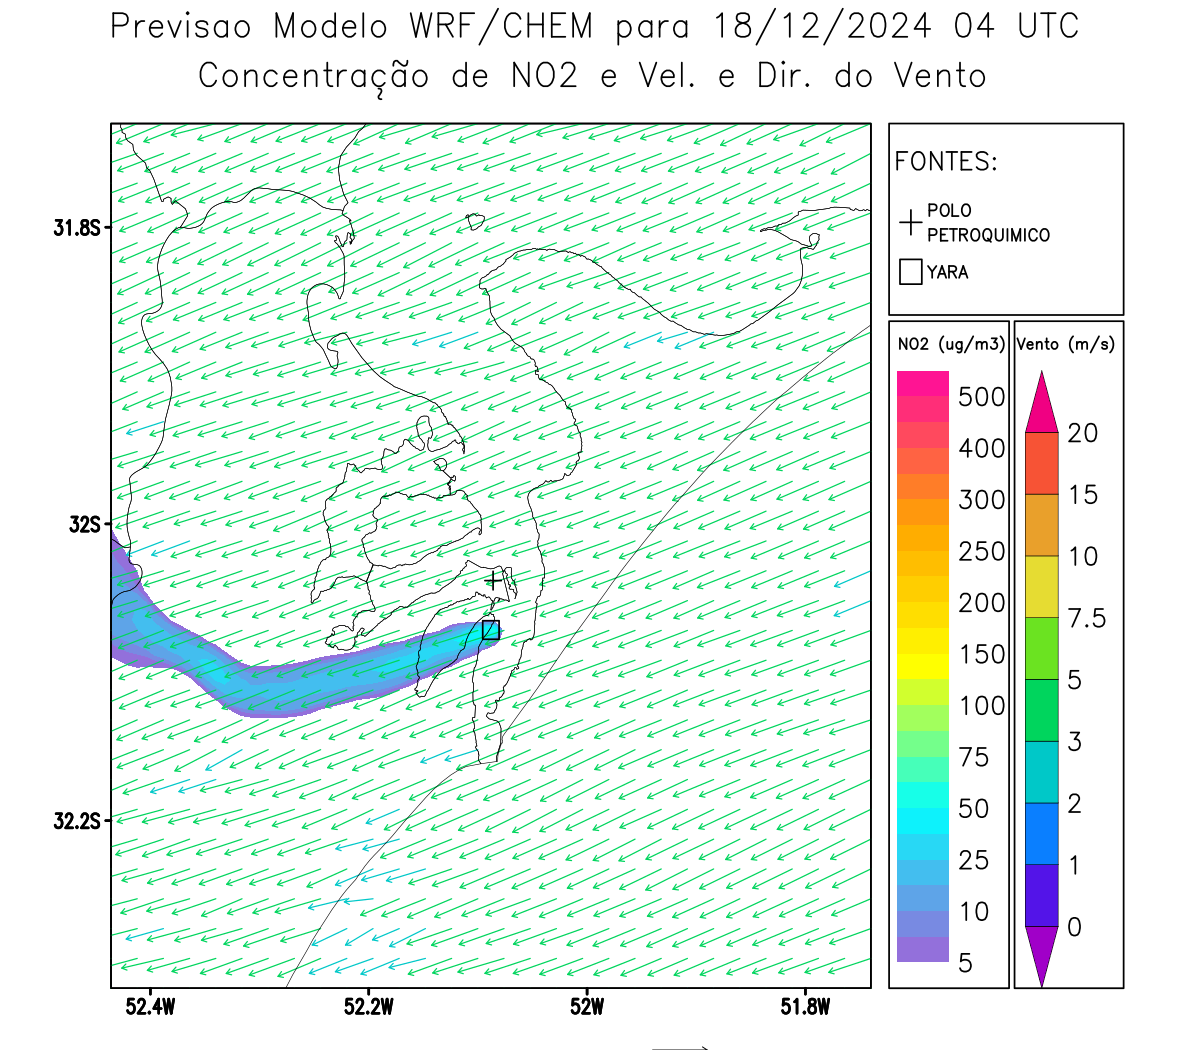 Previsao Modelo WRF/CHEM para 18/12/2024 04 UTC
Concentração de NO2 e Vel. e Dir. do Vento
FONTES:
POLO
PETROQUIMICO
YARA
NO2 (ug/m3)
500
400
300
250
200
150
100
75
50
25
10
5
Vento (m/s)
20
15
10
7.5
5
3
2
1
0
31.8S
32S
32.2S
52.4W
52.2W
52W
51.8W